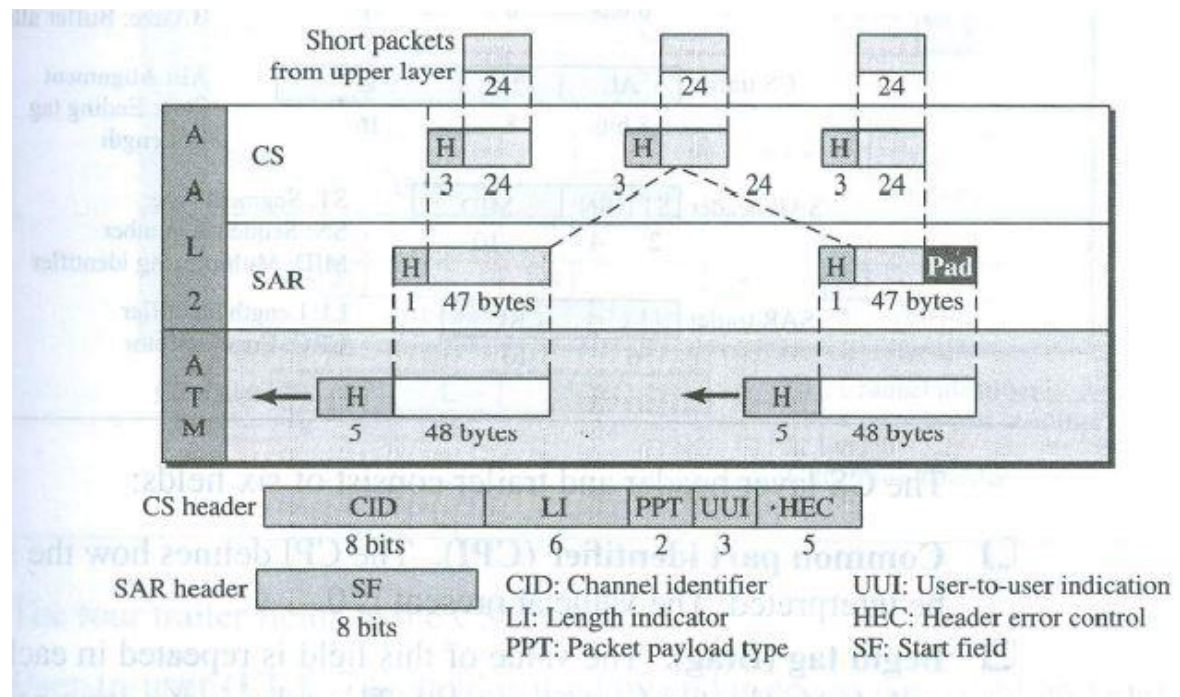 Short packets
from upper layer
24 24 24
A
A
L
2
CS
H H H
3 24 3 24 3 24
SAR
H H Pad
1 47 bytes 1 47 bytes
A
T
M
H H
5 48 bytes 5 48 bytes
CS header CID LI PPT UUI HEC
8 bits 6 2 3 5
SAR header SF
8 bits
CID: Channel identifier UUI: User-to-user indication
LI: Length indicator HEC: Header error control
PPT: Packet payload type SF: Start field